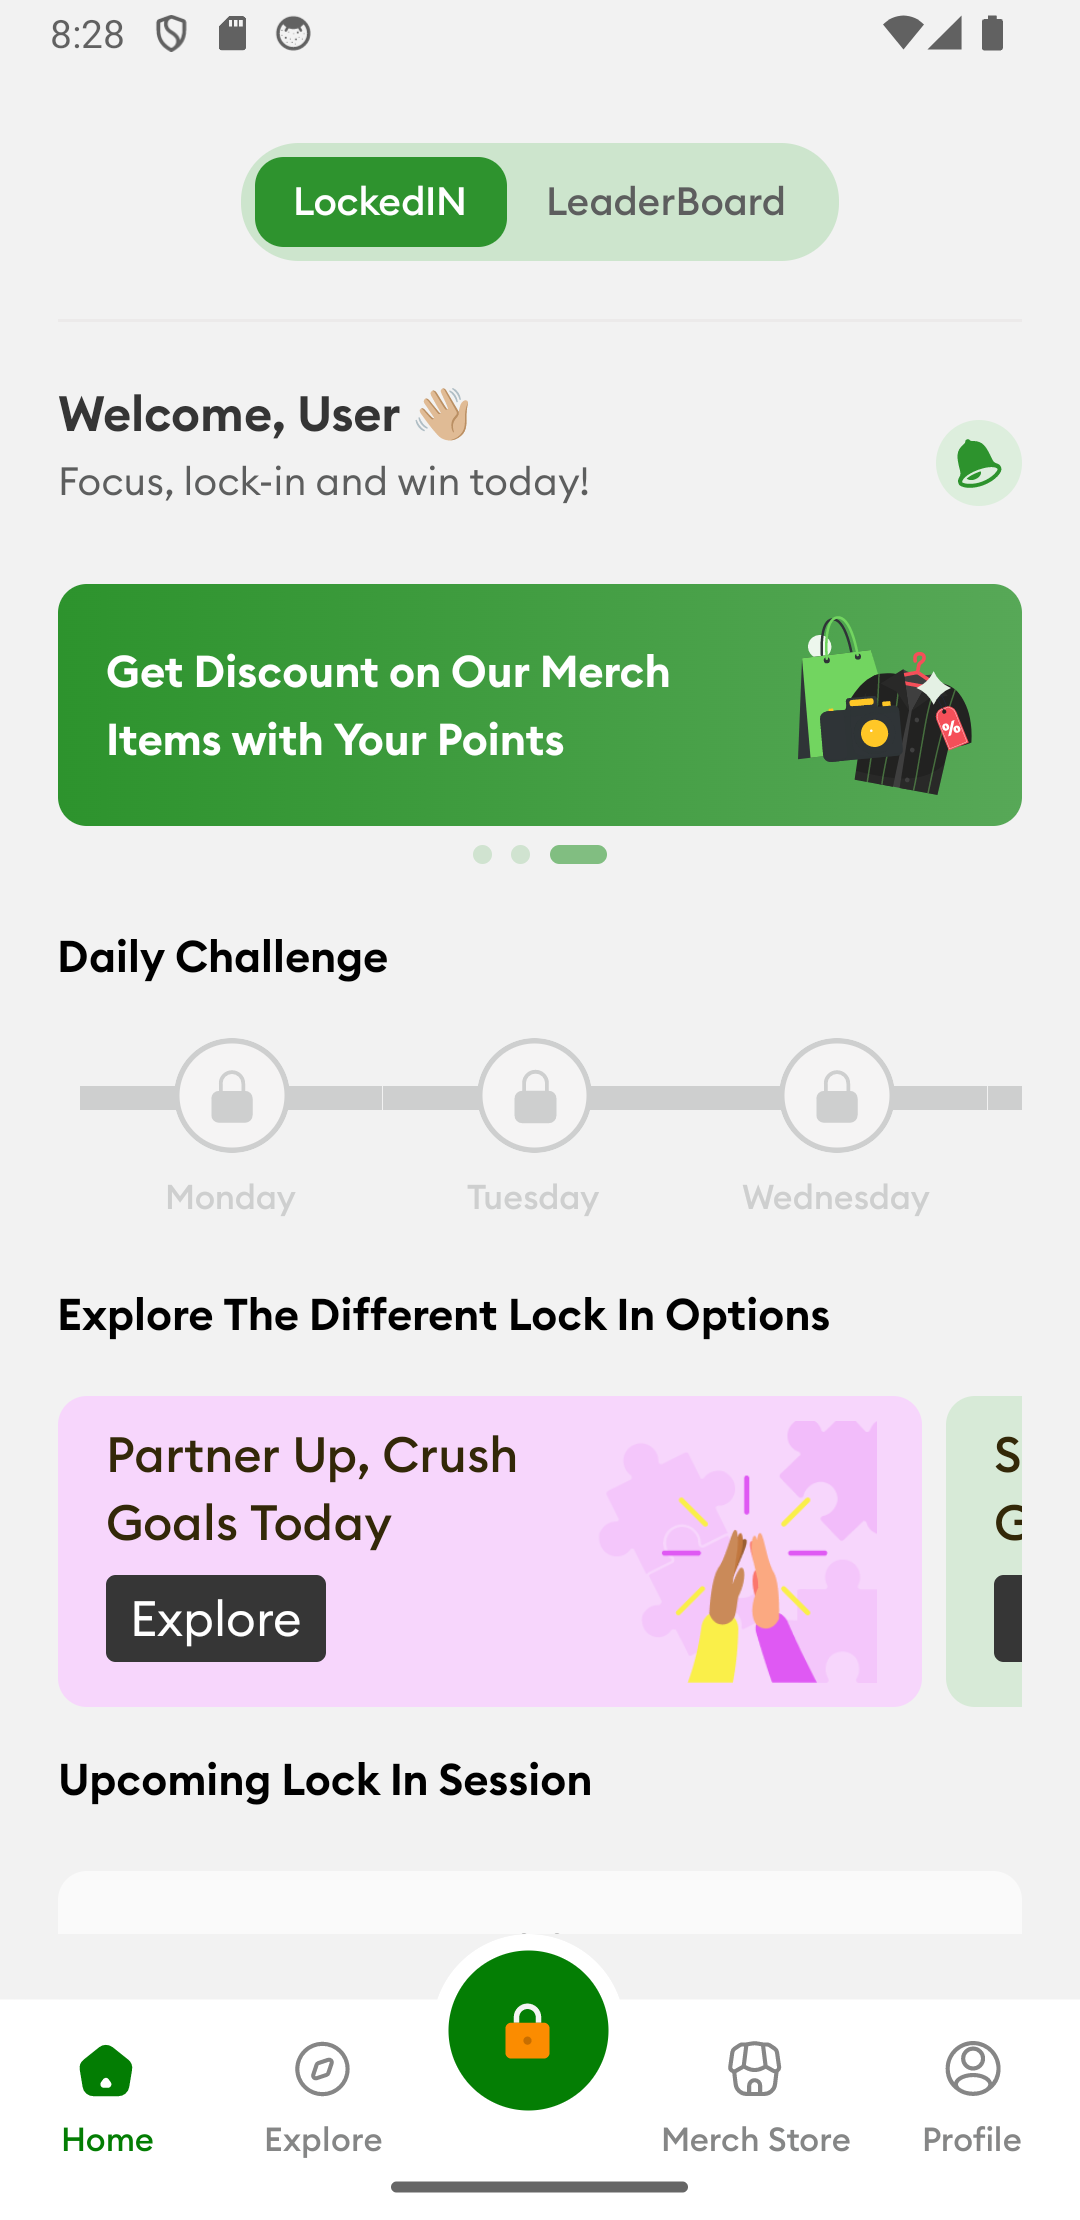 8:28
LockedIN
LeaderBoard
Welcome, User 👋🏼
Focus, lock-in and win today!
Get Discount on Our Merch
Items with Your Points
%
Daily Challenge
Monday
Tuesday
Wednesday
Explore The Different Lock In Options
Partner Up, Crush
Goals Today
Explore
S
G
Upcoming Lock In Session
Home
Explore
Merch Store
Profile